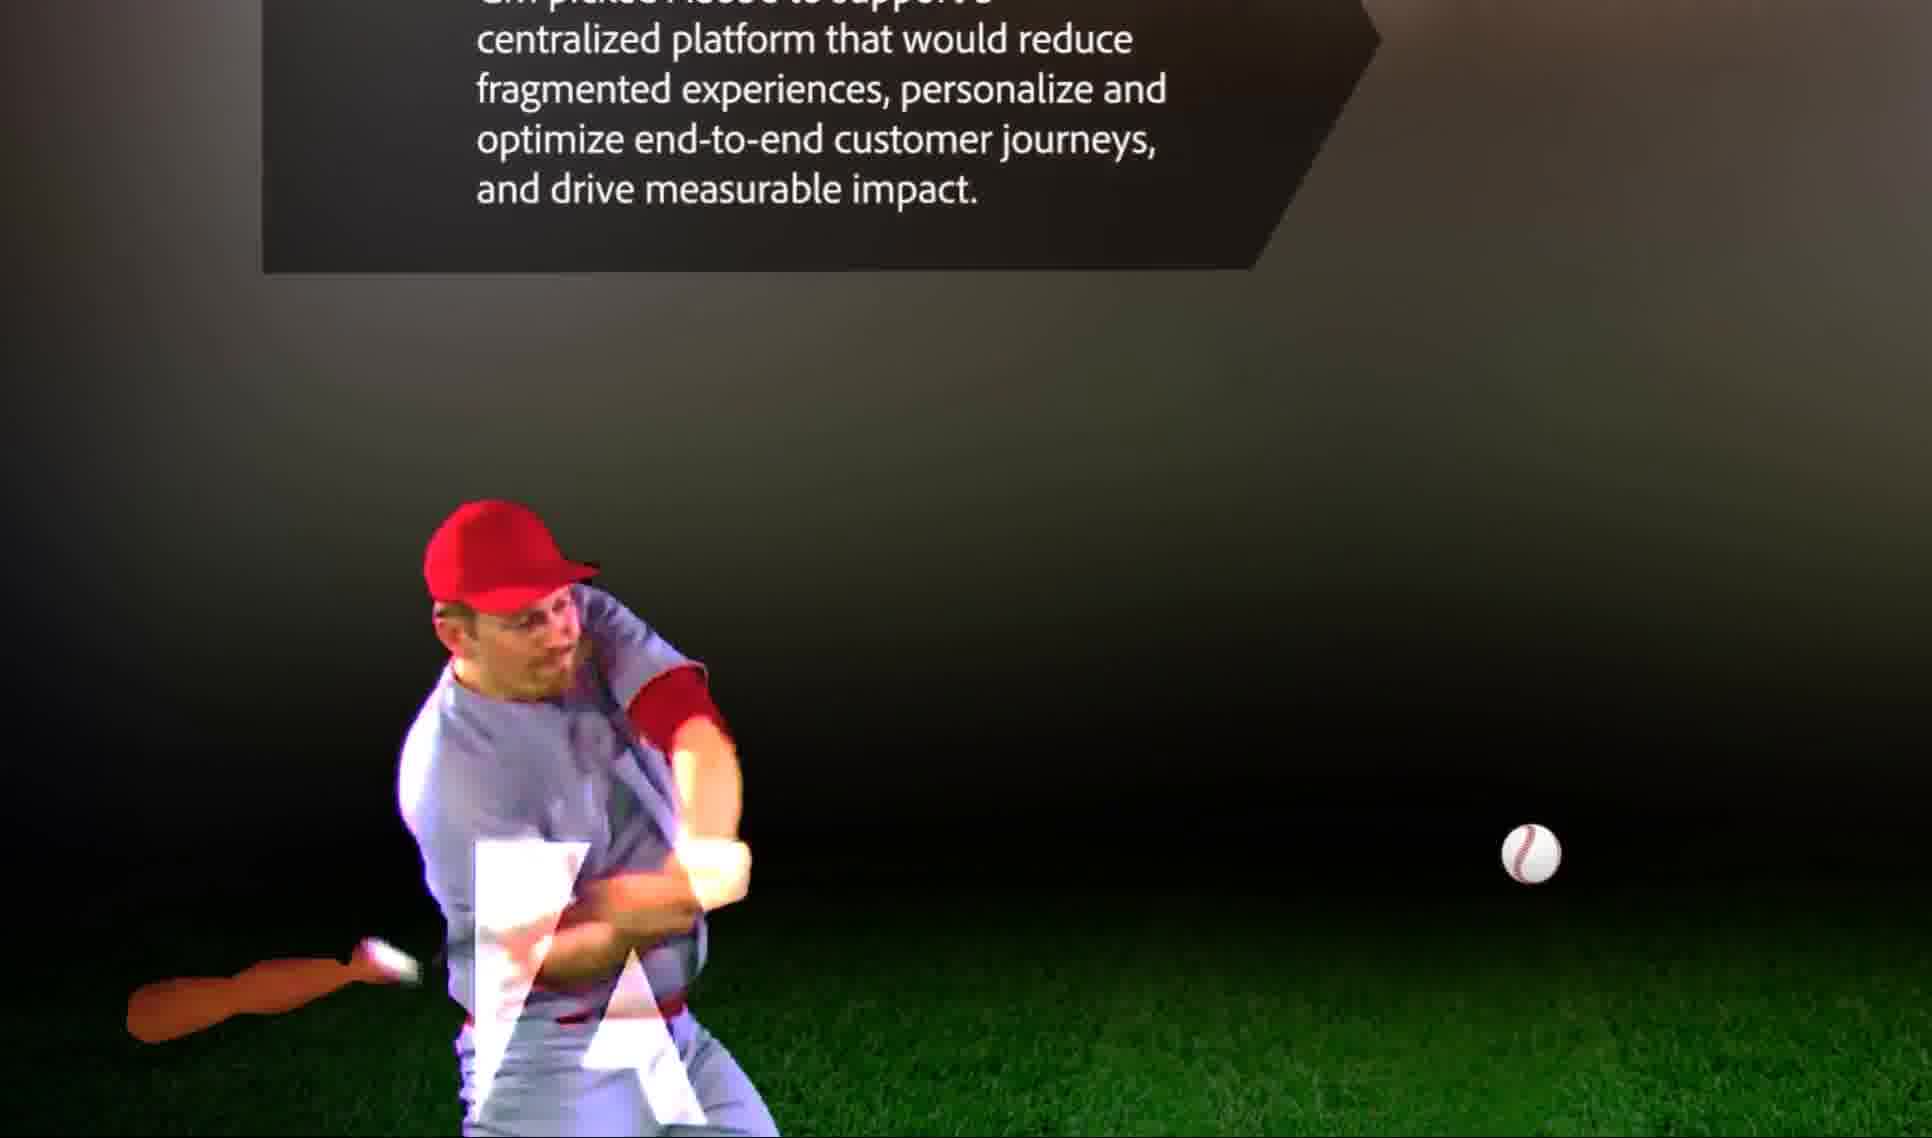 centralized platform that would reduce
fragmented experiences, personalize and
optimize end-to-end customer journeys,
and drive measurable impact.